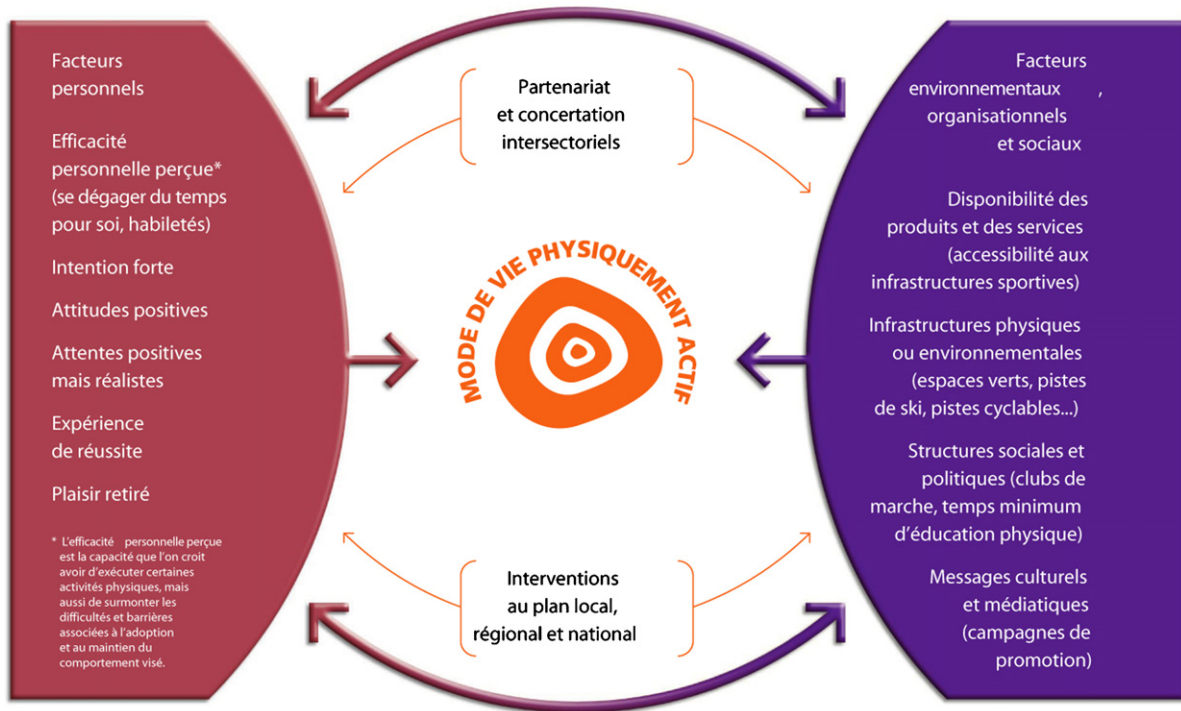 Facteurs
personnels
Efficacité
personnelle perçue*
(se dégager du temps
pour soi, habiletés)
Intention forte
Attitudes positives
Attentes positives
mais réalistes
Expérience
de réussite
Plaisir retiré
* L'efficacité personnelle perçue
est la capacité que l'on croit
avoir d'exécuter certaines
activités physiques, mais
aussi de surmonter les
difficultés et barrières
associées à l'adoption
et au maintien du
comportement visé.
Partenariat
et concertation
intersectoriels
MODE DE VIE PHYSIQUEMENT ACTIF
Interventions
au plan local,
régional et national
Facteurs
environnementaux ,
organisationnels
et sociaux
Disponibilité des
produits et des services
(accessibilité aux
infrastructures sportives)
Infrastructures physiques
ou environnementales
(espaces verts, pistes
de ski, pistes cyclables...)
Structures sociales et
politiques (clubs de
marche, temps minimum
d'éducation physique)
Messages culturels
et médiatiques
(campagnes de
promotion)